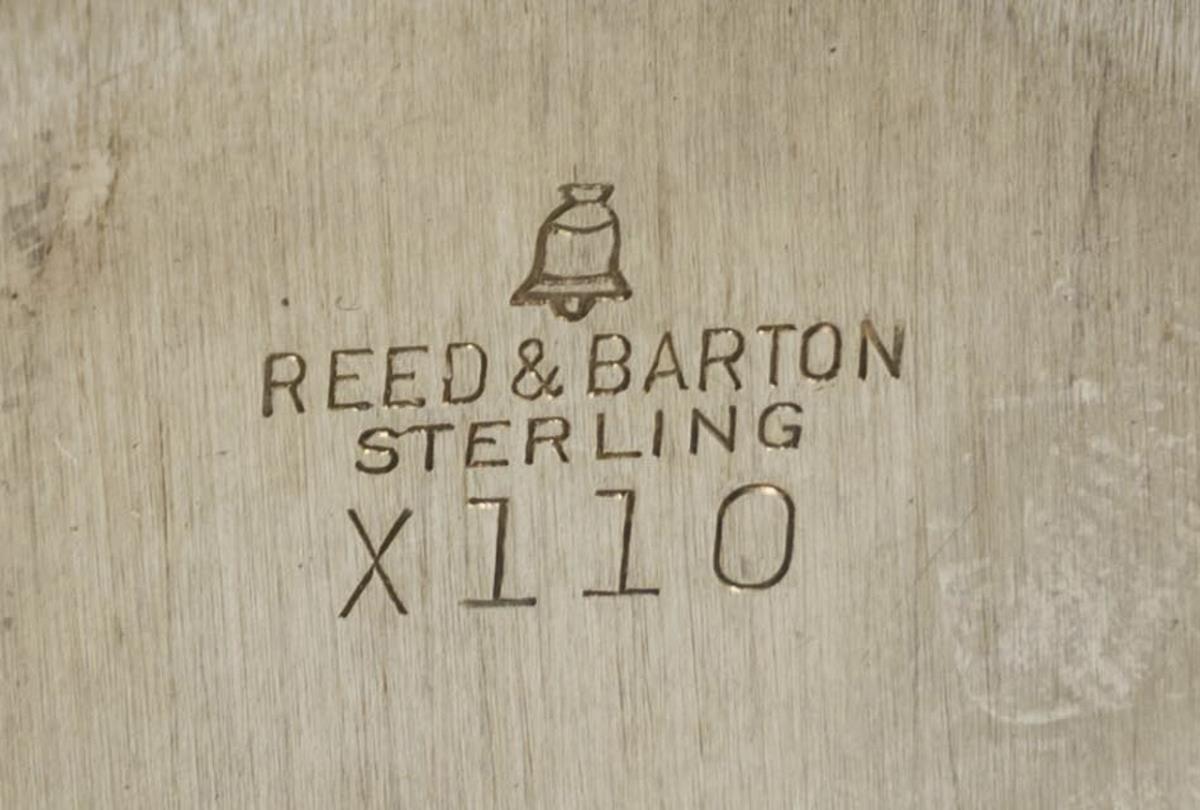 REED & BARTON
STERLING
X110